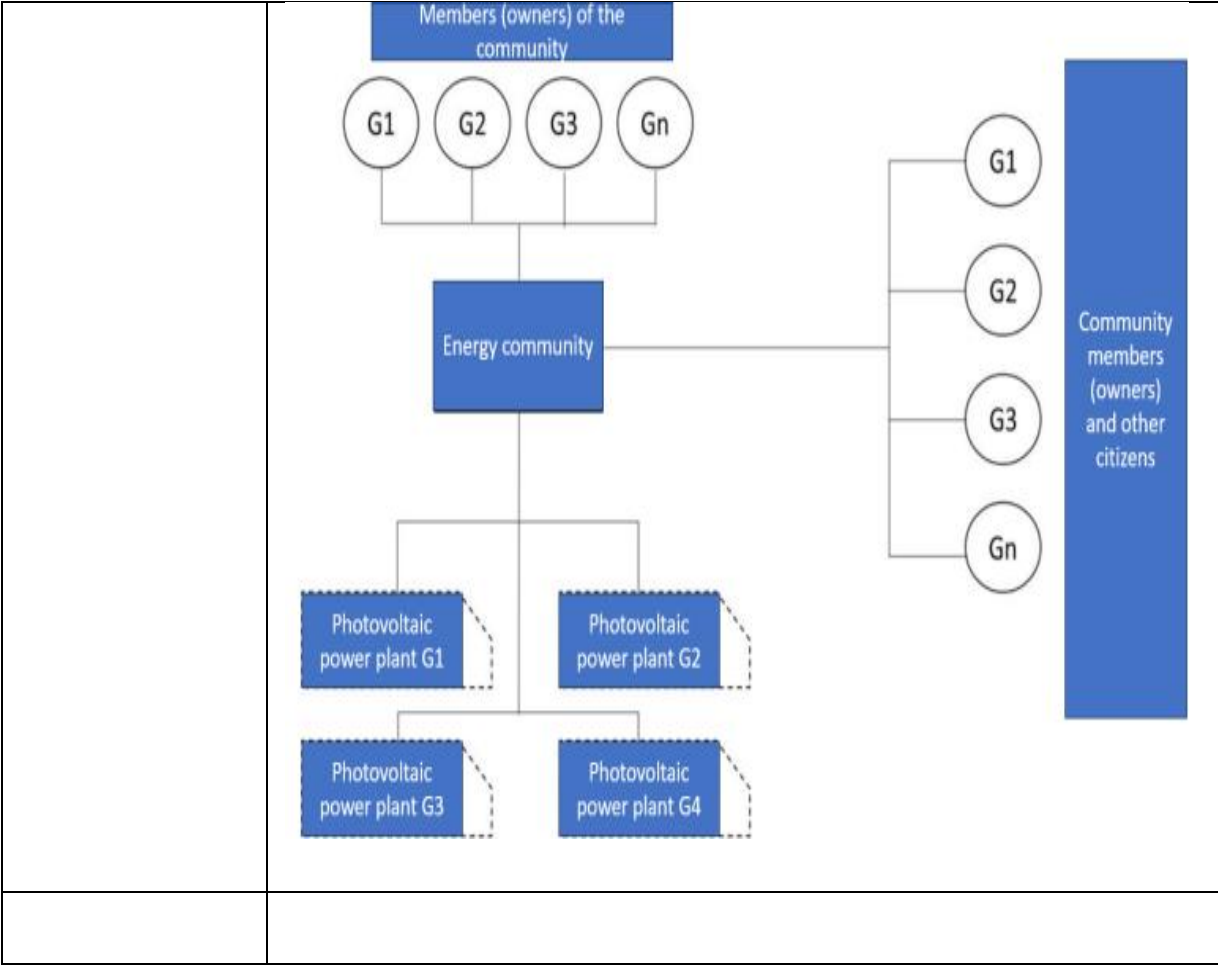 Members (owners) of the
community
G1
G2
G3
Gn
Energy community
G1
G2
G3
Gn
Community
members
(owners)
and other
citizens
Photovoltaic
power plant G1
Photovoltaic
power plant G2
Photovoltaic
power plant G3
Photovoltaic
power plant G4